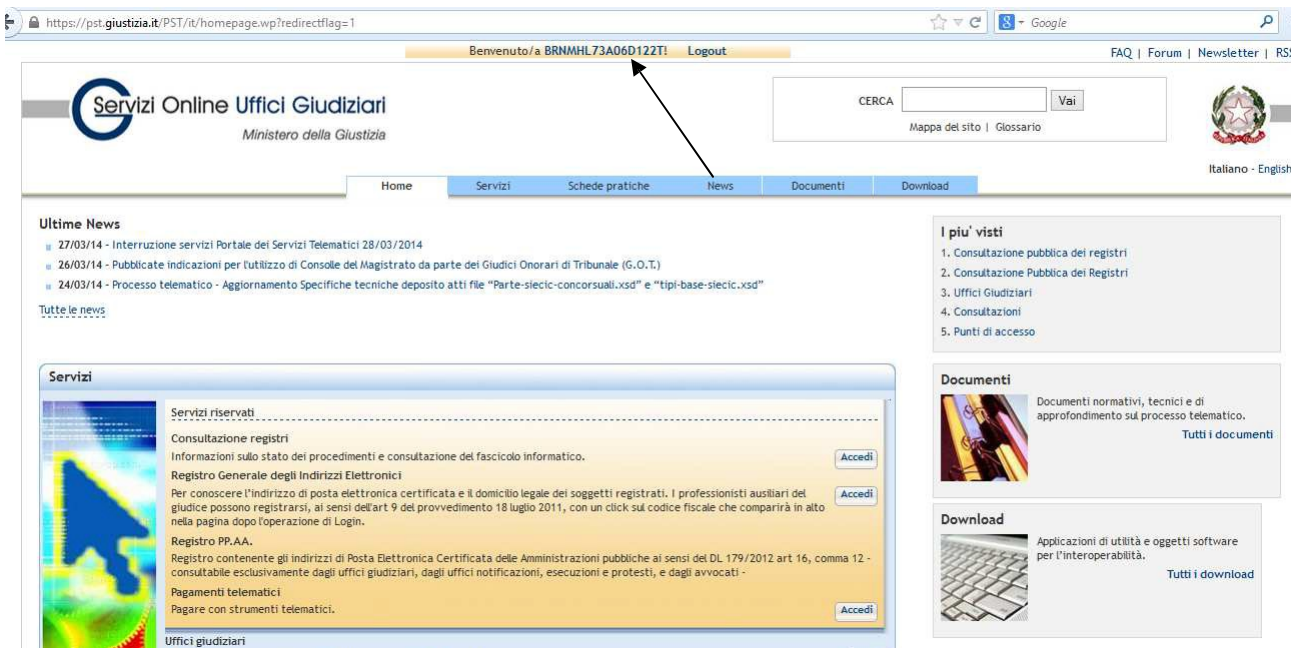 https://pst.giustizia.it/PST/it/homepage.wp?redirectflag=1
Google
Benvenuto/a BRNMHL73A06D122T! Logout
FAQ | Forum | Newsletter | RSS
Servizi Online Uffici Giudiziari
Ministero della Giustizia
CERCA Vai
Mappa del sito | Glossario
Italiano - English
Home Servizi Schede pratiche News Documenti Download
Ultime News
27/03/14 - Interruzione servizi Portale dei Servizi Telematici 28/03/2014
26/03/14 - Pubblicate indicazioni per l'utilizzo di Consolle del Magistrato da parte dei Giudici Onorari di Tribunale (G.O.T.)
24/03/14 - Processo telematico - Aggiornamento Specifiche tecniche deposito atti file "Parte-siecic-concorsuali.xsd" e "tipi-base-siecic.xsd"
Tutte le news
I piu' visti
1. Consultazione pubblica dei registri
2. Consultazione Pubblica dei Registri
3. Uffici Giudiziari
4. Consultazioni
5. Punti di accesso
Servizi
Servizi riservati
Consultazione registri
Informazioni sullo stato dei procedimenti e consultazione del fascicolo informatico. Accedi
Registro Generale degli Indirizzi Elettronici
Per conoscere l'indirizzo di posta elettronica certificata e il domicilio legale dei soggetti registrati. I professionisti ausiliari del Accedi
giudice possono registrarsi, ai sensi dell'art 9 del provvedimento 18 luglio 2011, con un click sul codice fiscale che comparirà in alto
nella pagina dopo l'operazione di Login.
Registro PP.AA.
Registro contenente gli indirizzi di Posta Elettronica Certificata delle Amministrazioni pubbliche ai sensi del DL 179/2012 art 16, comma 12 -
consultabile esclusivamente dagli uffici giudiziari, dagli uffici notificazioni, esecuzioni e protesti, e dagli avvocati -
Pagamenti telematici
Pagare con strumenti telematici. Accedi
Uffici giudiziari
Documenti
Documenti normativi, tecnici e di
approfondimento sul processo telematico.
Tutti i documenti
Download
Applicazioni di utilità e oggetti software
per l'interoperabilità.
Tutti i download